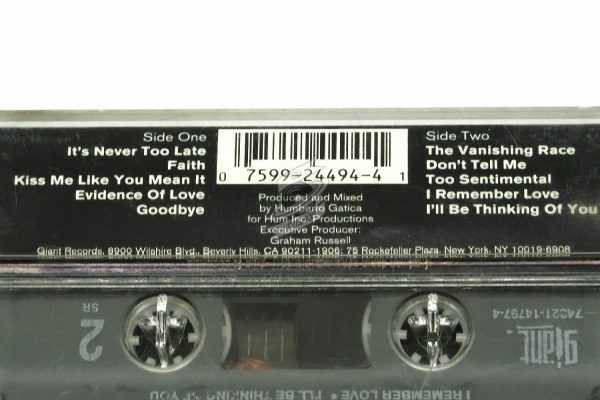 Side One
It's Never Too Late
Faith
Kiss Me Like You Mean It
Evidence Of Love
Goodbye
0 7599-24494-4 1
Produced and Mixed
by Humberto Gatica
for Hum Inc. Productions
Executive Producer:
Graham Russell
Side Two
The Vanishing Race
Don't Tell Me
Too Sentimental
I Remember Love
I'll Be Thinking Of You
Giant Records, 8900 Wilshire Blvd., Beverly Hills, CA 90211-1906; 75 Rockefeller Plaza, New York, NY 10019-6908
2
SR
74321-14797-4
giant
I REMEMBER LOVE • I'LL BE THINKING OF YOU